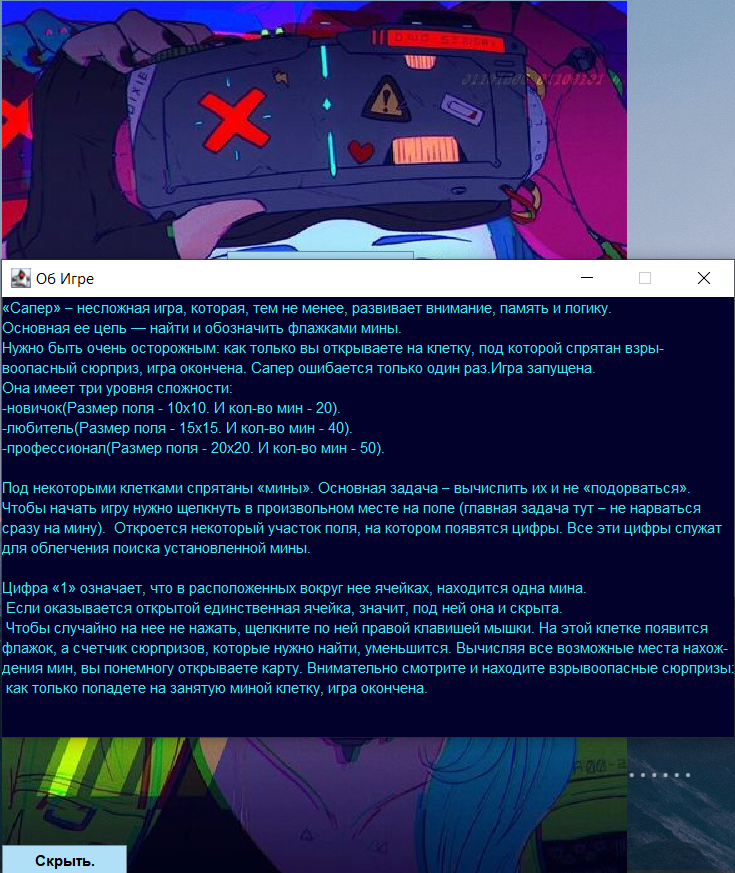 Об Игре
«Сапер» – несложная игра, которая, тем не менее, развивает внимание, память и логику.
Основная ее цель — найти и обозначить флажками мины.
Нужно быть очень осторожным: как только вы открываете на клетку, под которой спрятан взры-
воопасный сюрприз, игра окончена. Сапер ошибается только один раз.Игра запущена.
Она имеет три уровня сложности:
-новичок(Размер поля - 10х10. И кол-во мин - 20).
-любитель(Размер поля - 15х15. И кол-во мин - 40).
-профессионал(Размер поля - 20х20. И кол-во мин - 50).
Под некоторыми клетками спрятаны «мины». Основная задача – вычислить их и не «подорваться».
Чтобы начать игру нужно щелкнуть в произвольном месте на поле (главная задача тут – не нарваться
сразу на мину).  Откроется некоторый участок поля, на котором появятся цифры. Все эти цифры служат
для облегчения поиска установленной мины.
Цифра «1» означает, что в расположенных вокруг нее ячейках, находится одна мина.
Если оказывается открытой единственная ячейка, значит, под ней она и скрыта.
Чтобы случайно на нее не нажать, щелкните по ней правой клавишей мышки. На этой клетке появится
флажок, а счетчик сюрпризов, которые нужно найти, уменьшится. Вычисляя все возможные места нахож-
дения мин, вы понемногу открываете карту. Внимательно смотрите и находите взрывоопасные сюрпризы:
как только попадете на занятую миной клетку, игра окончена.
Скрыть.